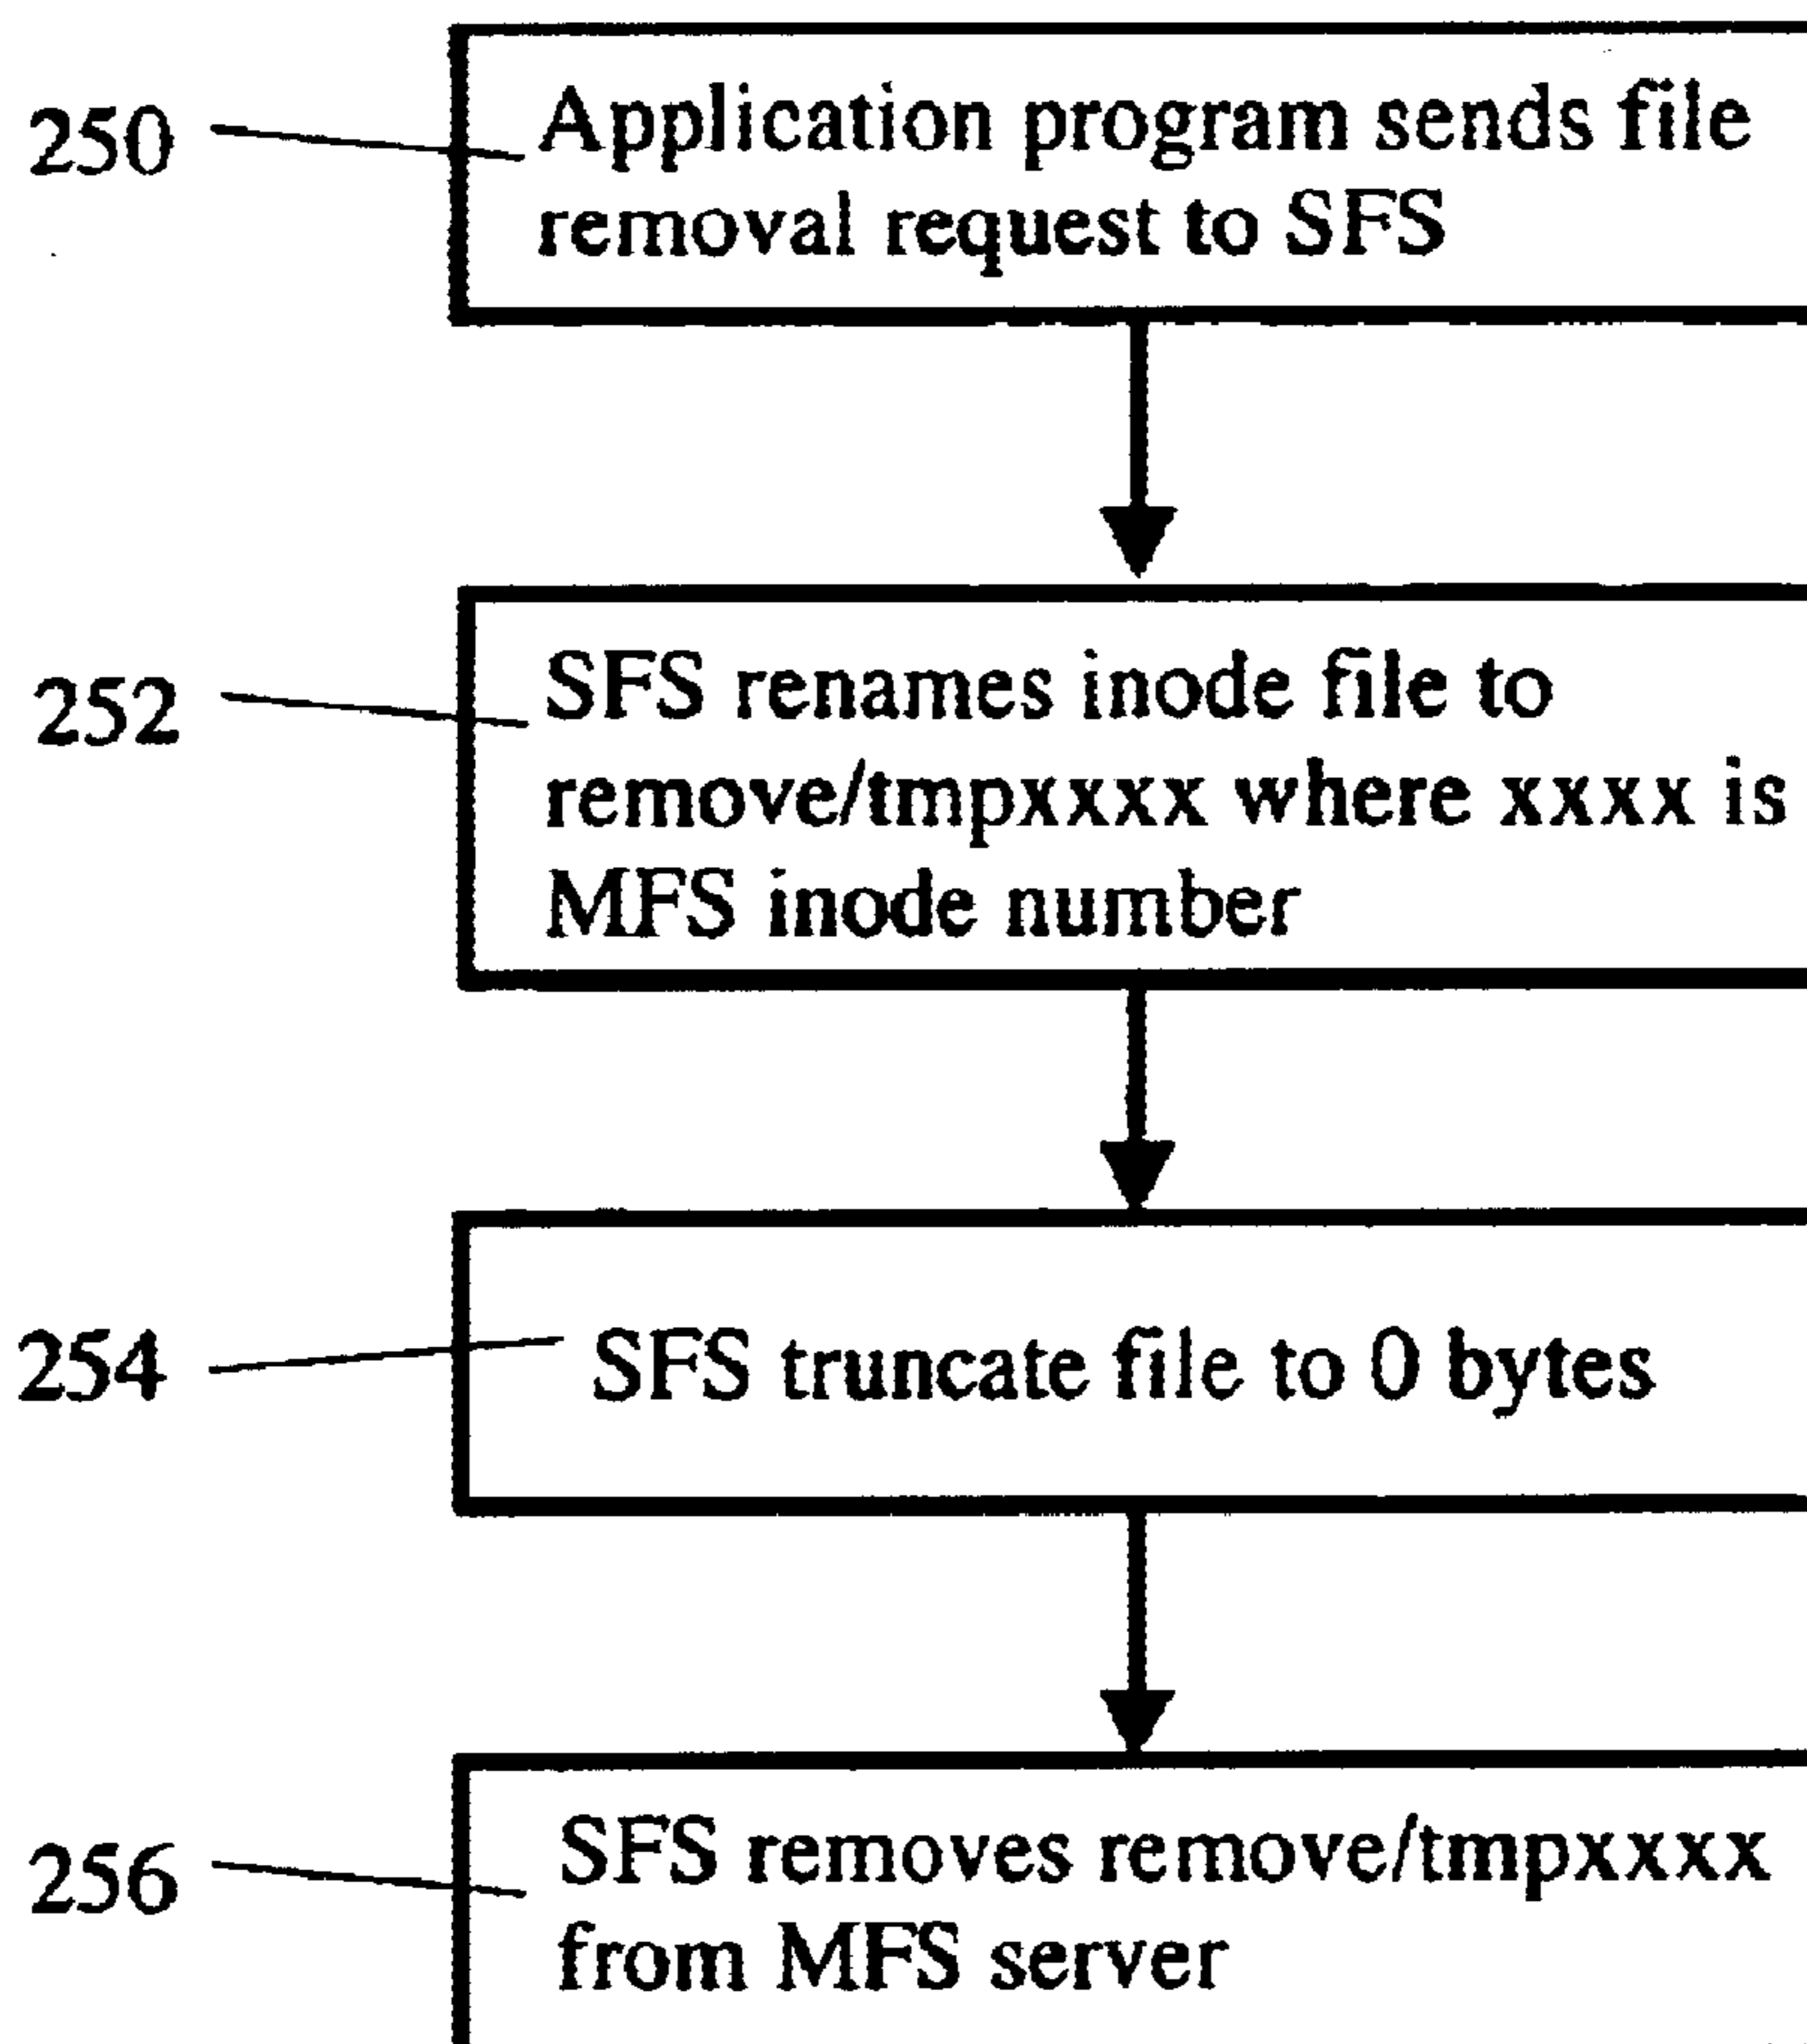 250
Application program sends file
removal request to SFS
252
SFS renames inode file to
remove/tmpxxxx where xxxx is
MFS inode number
254
SFS truncate file to 0 bytes
256
SFS removes remove/tmpxxxx
from MFS server